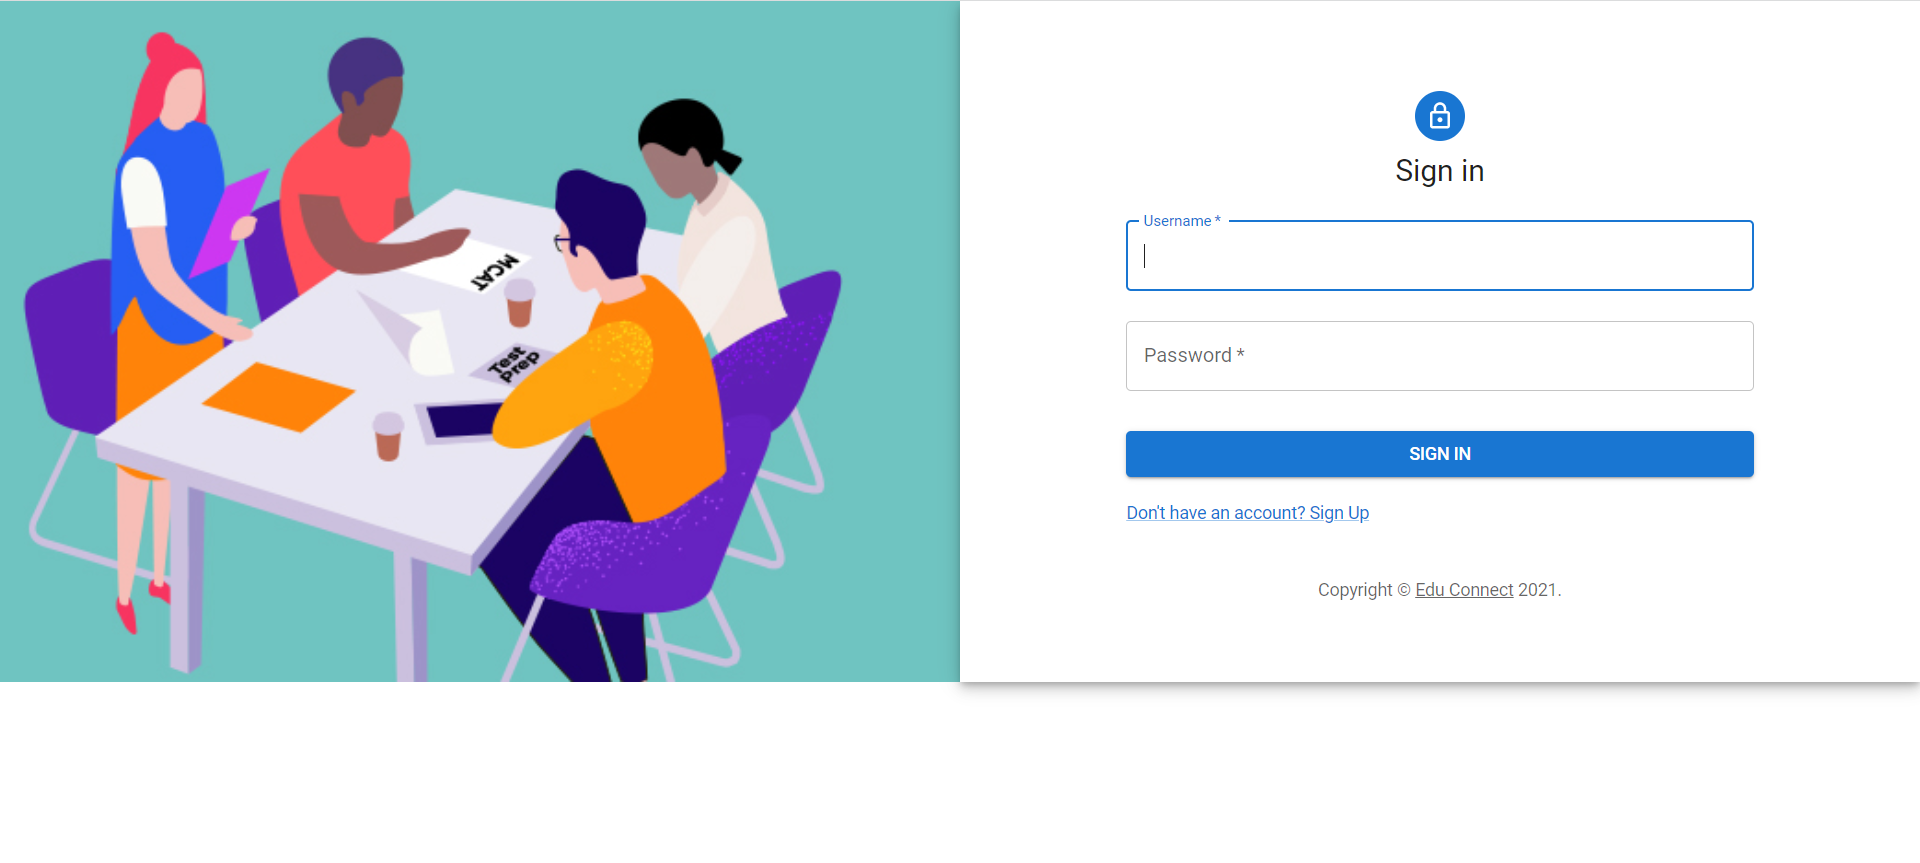 MCAT
Test
Prep
Sign in
Username *
Password *
SIGN IN
Don't have an account? Sign Up
Copyright © Edu Connect 2021.